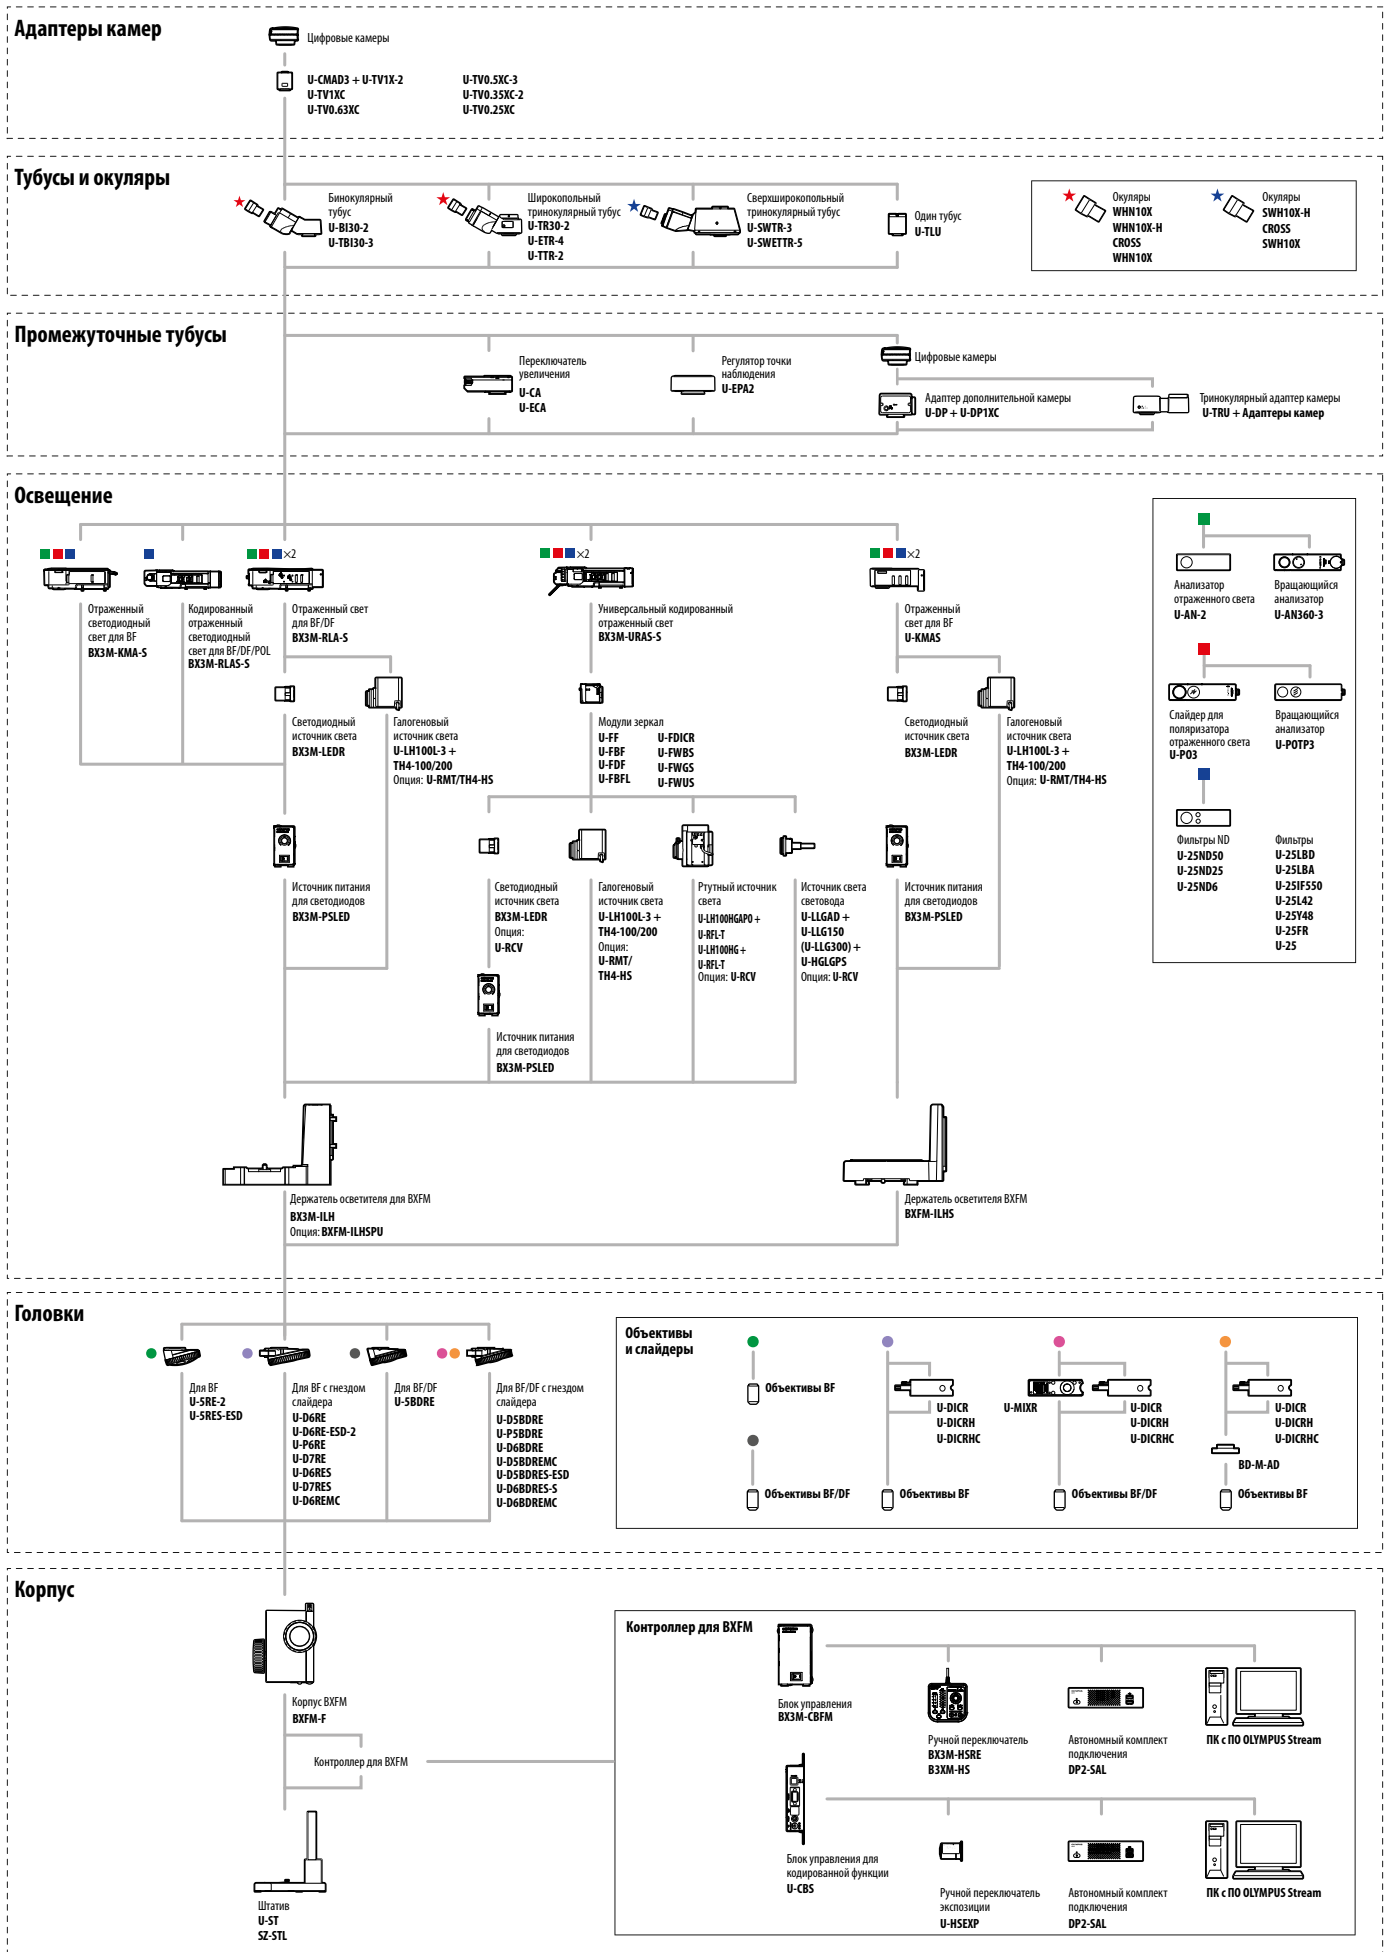 Адаптеры камер
Цифровые камеры
U-CMAD3 + U-TV1X-2
U-TV1XC
U-TV0.63XC
U-TV0.5XC-3
U-TV0.35XC-2
U-TV0.25XC
Тубусы и окуляры
Бинокулярный
тубус
U-BI30-2
U-TBI30-3
Широкопольный
тринокулярный тубус
U-TR30-2
U-ETR-4
U-TTR-2
Сверхширокопольный
тринокулярный тубус
U-SWTR-3
U-SWETTR-5
Один тубус
U-TLU
Окуляры
WHN10X
WHN10X-H
CROSS
WHN10X
Окуляры
SWH10X-H
CROSS
SWH10X
Промежуточные тубусы
Переключатель
увеличения
U-CA
U-ECA
Регулятор точки
наблюдения
U-EPA2
Цифровые камеры
Адаптер дополнительной камеры
U-DP + U-DP1XC
Тринокулярный адаптер камеры
U-TRU + Адаптеры камер
Освещение
Отраженный
светодиодный
свет для BF
BX3M-KMA-S
Кодированный
отраженный
светодиодный
свет для BF/DF/POL
BX3M-RLAS-S
×2
Отраженный свет
для BF/DF
BX3M-RLA-S
×2
Универсальный кодированный
отраженный свет
BX3M-URAS-S
×2
Отраженный
свет для BF
U-KMAS
Анализатор
отраженного света
U-AN-2
Вращающийся
анализатор
U-AN360-3
Слайдер для
поляризатора
отраженного света
U-PO3
Вращающийся
анализатор
U-POTP3
Фильтры ND
U-25ND50
U-25ND25
U-25ND6
Фильтры
U-25LBD
U-25LBA
U-25IF550
U-25L42
U-25Y48
U-25FR
U-25
Светодиодный
источник света
BX3M-LEDR
Галогеновый
источник света
U-LH100L-3 +
TH4-100/200
Опция: U-RMT/TH4-HS
Модули зеркал
U-FF
U-FBF
U-FDF
U-FBFL
U-FDICR
U-FWBS
U-FWGS
U-FWUS
Светодиодный
источник света
BX3M-LEDR
Галогеновый
источник света
U-LH100L-3 +
TH4-100/200
Опция: U-RMT/TH4-HS
Источник питания
для светодиодов
BX3M-PSLED
Светодиодный
источник света
BX3M-LEDR
Опция:
U-RCV
Галогеновый
источник света
U-LH100L-3 +
TH4-100/200
Опция:
U-RMT/
TH4-HS
Ртутный источник
света
U-LH100HGAPO +
U-RFL-T
U-LH100HG +
U-RFL-T
Опция: U-RCV
Источник света
световода
U-LLGAD +
U-LLG150
(U-LLG300) +
U-HGLGPS
Опция: U-RCV
Источник питания
для светодиодов
BX3M-PSLED
Источник питания
для светодиодов
BX3M-PSLED
Держатель осветителя для BXFM
BX3M-ILH
Опция: BXFM-ILHSPU
Держатель осветителя BXFM
BXFM-ILHS
Головки
Для BF
U-5RE-2
U-5RES-ESD
Для BF с гнездом
слайдера
U-D6RE
U-D6RE-ESD-2
U-P6RE
U-D7RE
U-D6RES
U-D7RES
U-D6REMC
Для BF/DF
U-5BDRE
Для BF/DF с гнездом
слайдера
U-D5BDRE
U-P5BDRE
U-D6BDRE
U-D5BDREMC
U-D5BDRES-ESD
U-D6BDRES-S
U-D6BDREMC
Объективы
и слайдеры
Объективы BF
Объективы BF/DF
U-DICR
U-DICRH
U-DICRHC
Объективы BF
U-MIXR
U-DICR
U-DICRH
U-DICRHC
Объективы BF/DF
U-DICR
U-DICRH
U-DICRHC
BD-M-AD
Объективы BF
Корпус
Корпус BXFM
BXFM-F
Контроллер для BXFM
Штатив
U-ST
SZ-STL
Контроллер для BXFM
Блок управления
BX3M-CBFM
Ручной переключатель
BX3M-HSRE
B3XM-HS
Автономный комплект
подключения
DP2-SAL
ПК с ПО OLYMPUS Stream
Блок управления для
кодированной функции
U-CBS
Ручной переключатель
экспозиции
U-HSEXP
Автономный комплект
подключения
DP2-SAL
ПК с ПО OLYMPUS Stream